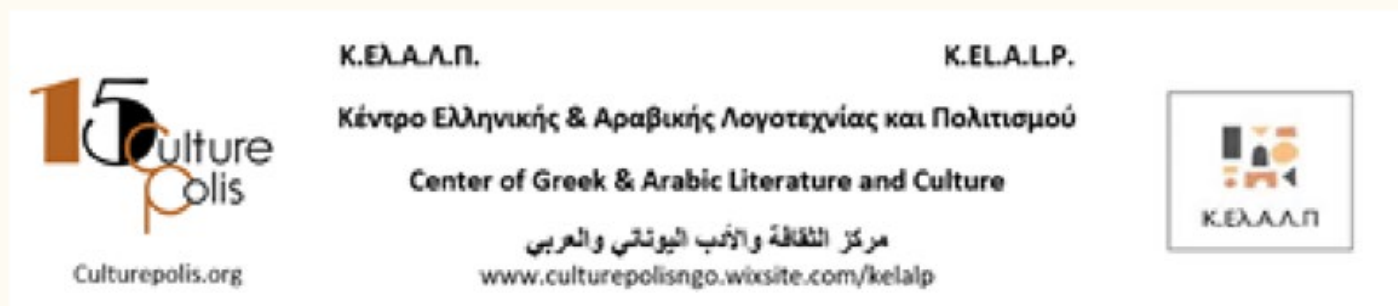 15 Culture Polis
Culturepolis.org
Κ.Ελ.Α.Λ.Π. K.EL.A.L.P.
Κέντρο Ελληνικής & Αραβικής Λογοτεχνίας και Πολιτισμού
Center of Greek & Arabic Literature and Culture
مركز الثقافة والأدب اليوناني والعربي
www.culturepolisngo.wixsite.com/kelalp
Κ.ΕλΑ.Λ.Π